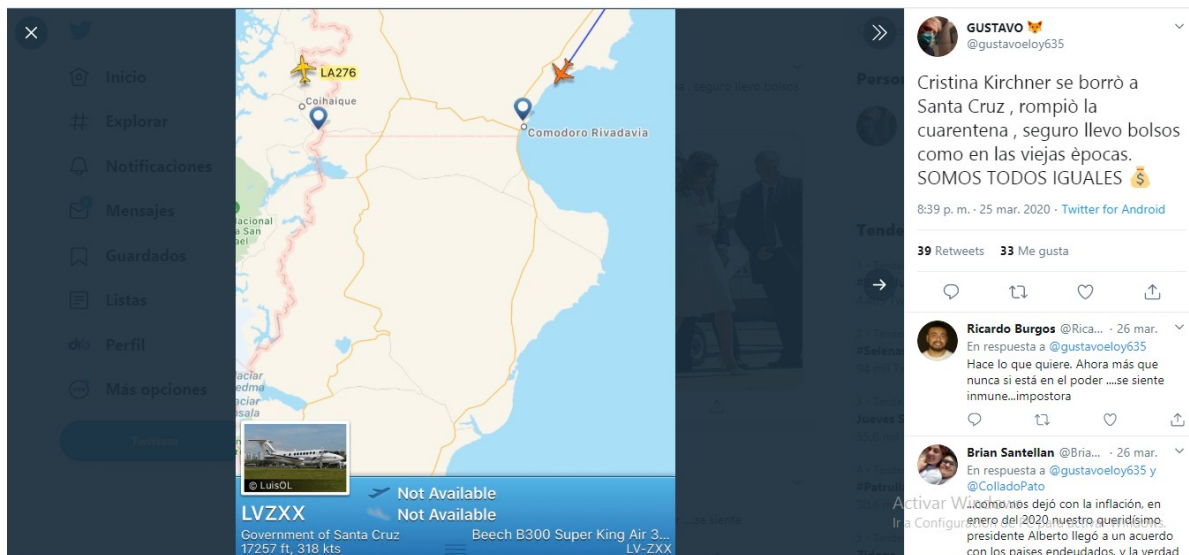 Inicio
Explorar
Notificaciones
Mensajes
Guardados
Listas
Perfil
Más opciones
LA276
Coihaique
Comodoro Rivadavia
© LuisOL
LVZXX
Government of Santa Cruz
17257 ft, 318 kts
Not Available
Not Available
Beech B300 Super King Air 3...
LV-ZXX
GUSTAVO
@gustavoeloy635
Cristina Kirchner se borrò a
Santa Cruz , rompiò la
cuarentena , seguro llevo bolsos
como en las viejas èpocas.
SOMOS TODOS IGUALES
8:39 p. m. · 25 mar. 2020 · Twitter for Android
39 Retweets 33 Me gusta
Ricardo Burgos @Rica... · 26 mar.
En respuesta a @gustavoeloy635
Hace lo que quiere. Ahora más que
nunca si está en el poder ....se siente
inmune...impostora
Brian Santellan @Bria... · 26 mar.
En respuesta a @gustavoeloy635 y
@ColladoPato
...como nos dejó con la inflación, en
enero del 2020 nuestro queridísimo
presidente Alberto llegó a un acuerdo
con los paises endeudados, y la verdad
Activar Windows